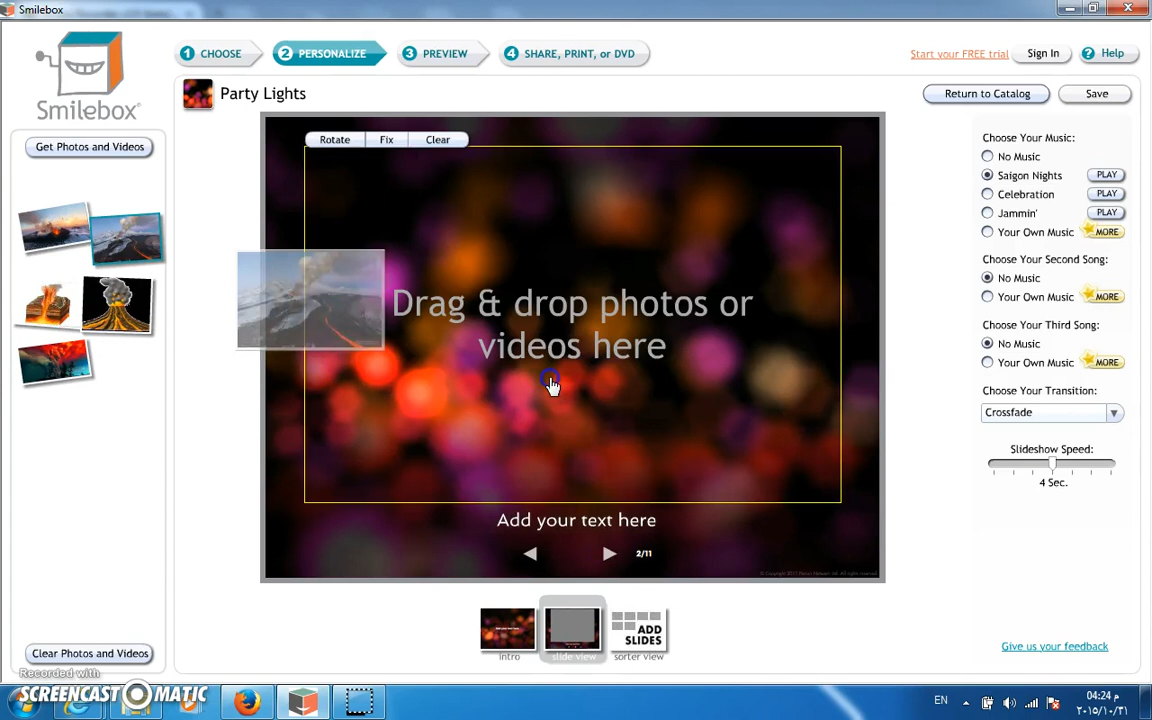 Smilebox
Smilebox
1 CHOOSE
2 PERSONALIZE
3 PREVIEW
4 SHARE, PRINT, or DVD
Start your FREE trial
Sign In
? Help
Party Lights
Return to Catalog
Save
Get Photos and Videos
Rotate
Fix
Clear
Drag & drop photos or
videos here
Add your text here
2/11
Choose Your Music:
No Music
Saigon Nights PLAY
Celebration PLAY
Jammin' PLAY
Your Own Music MORE
Choose Your Second Song:
No Music
Your Own Music MORE
Choose Your Third Song:
No Music
Your Own Music MORE
Choose Your Transition:
Crossfade
Slideshow Speed:
4 Sec.
intro
slide view
ADD
SLIDES
sorter view
Give us your feedback
Clear Photos and Videos
Recorded with
SCREENCAST-O-MATIC
EN
04:24 م
٢٠١٥/١٠/٣١